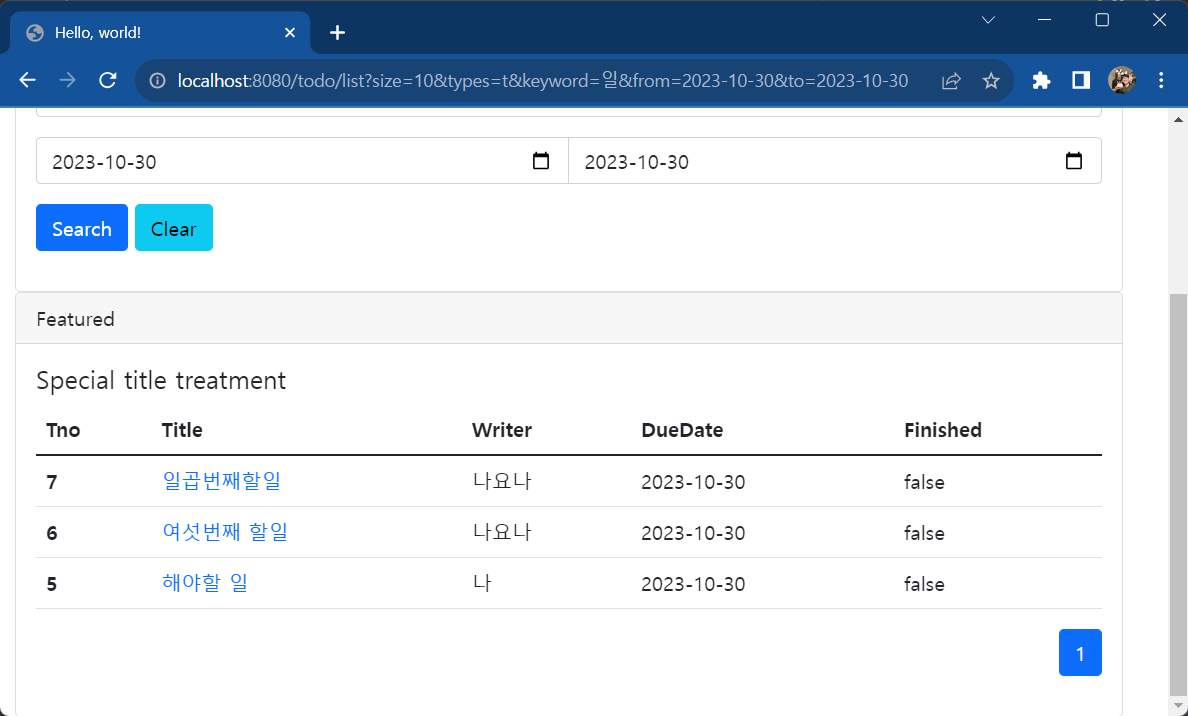 Hello, world!
localhost:8080/todo/list?size=10&types=t&keyword=일&from=2023-10-30&to=2023-10-30
2023-10-30 2023-10-30
Search Clear
Featured
Special title treatment
Tno Title Writer DueDate Finished
7 일곱번째할일 나요나 2023-10-30 false
6 여섯번째 할일 나요나 2023-10-30 false
5 해야할 일 나 2023-10-30 false
1